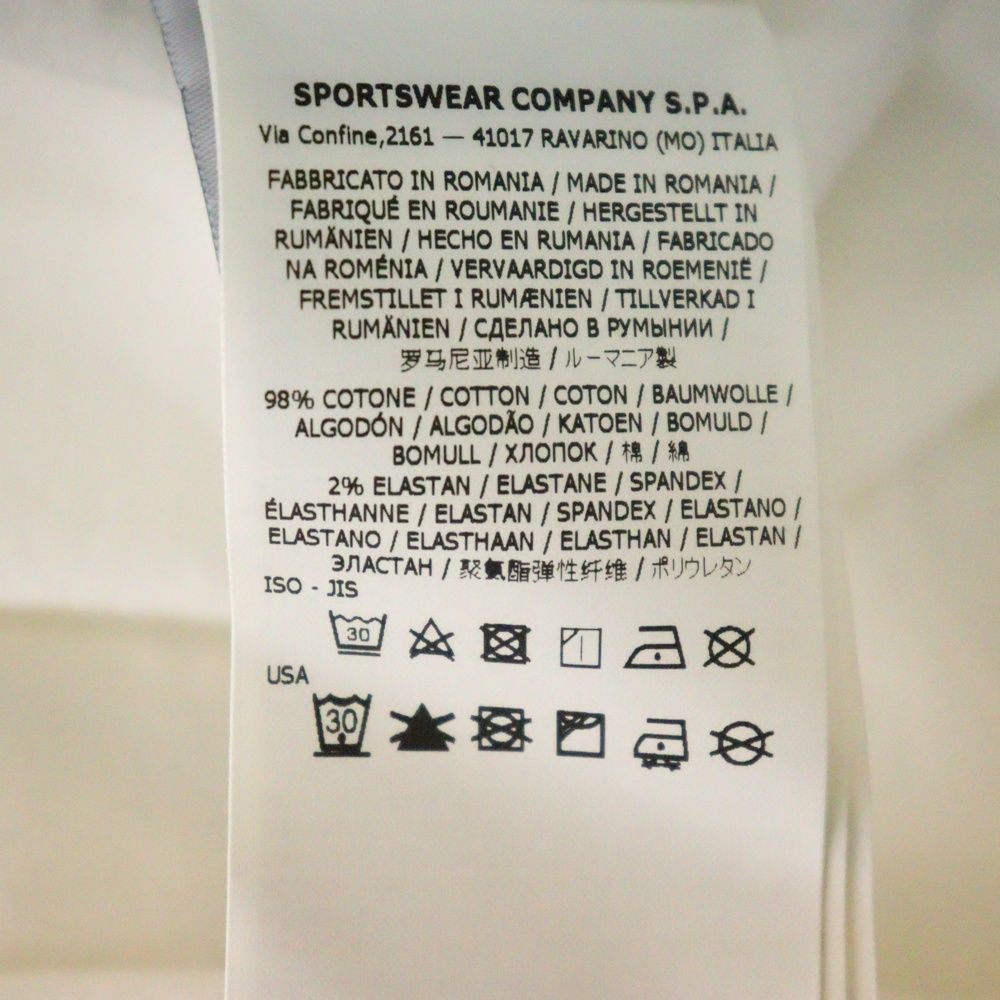 SPORTSWEAR COMPANY S.P.A.
Via Confine,2161 — 41017 RAVARINO (MO) ITALIA
FABBRICATO IN ROMANIA / MADE IN ROMANIA /
FABRIQUÉ EN ROUMANIE / HERGESTELLT IN
RUMÄNIEN / HECHO EN RUMANIA / FABRICADO
NA ROMÉNIA / VERVAARDIGD IN ROEMENIË /
FREMSTILLET I RUMÆNIEN / TILLVERKAD I
RUMÄNIEN / СДЕЛАНО В РУМЫНИИ /
罗马尼亚制造 / ルーマニア製
98% COTONE / COTTON / COTON / BAUMWOLLE /
ALGODÓN / ALGODÃO / KATOEN / BOMULD /
BOMULL / ХЛОПОК / 棉 / 綿
2% ELASTAN / ELASTANE / SPANDEX /
ÉLASTHANNE / ELASTAN / SPANDEX / ELASTANO /
ELASTANO / ELASTHAAN / ELASTHAN / ELASTAN /
ЭЛАСТАН / 聚氨酯弹性纤维 / ポリウレタン
ISO - JIS
30
USA
30